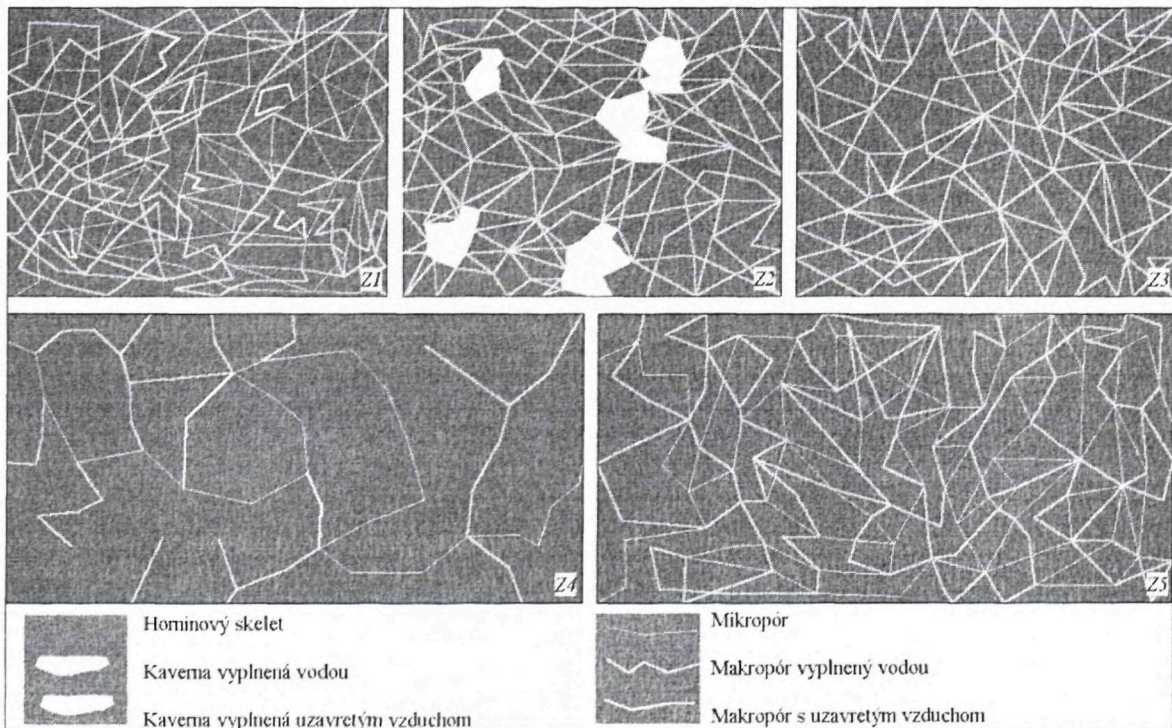 Z1
Z2
Z3
Z4
Z5
Horninový skelet
Kaverna vyplnená vodou
Kaverna vyplnená uzavretým vzduchom
Mikropór
Makropór vyplnený vodou
Makropór s uzavretým vzduchom